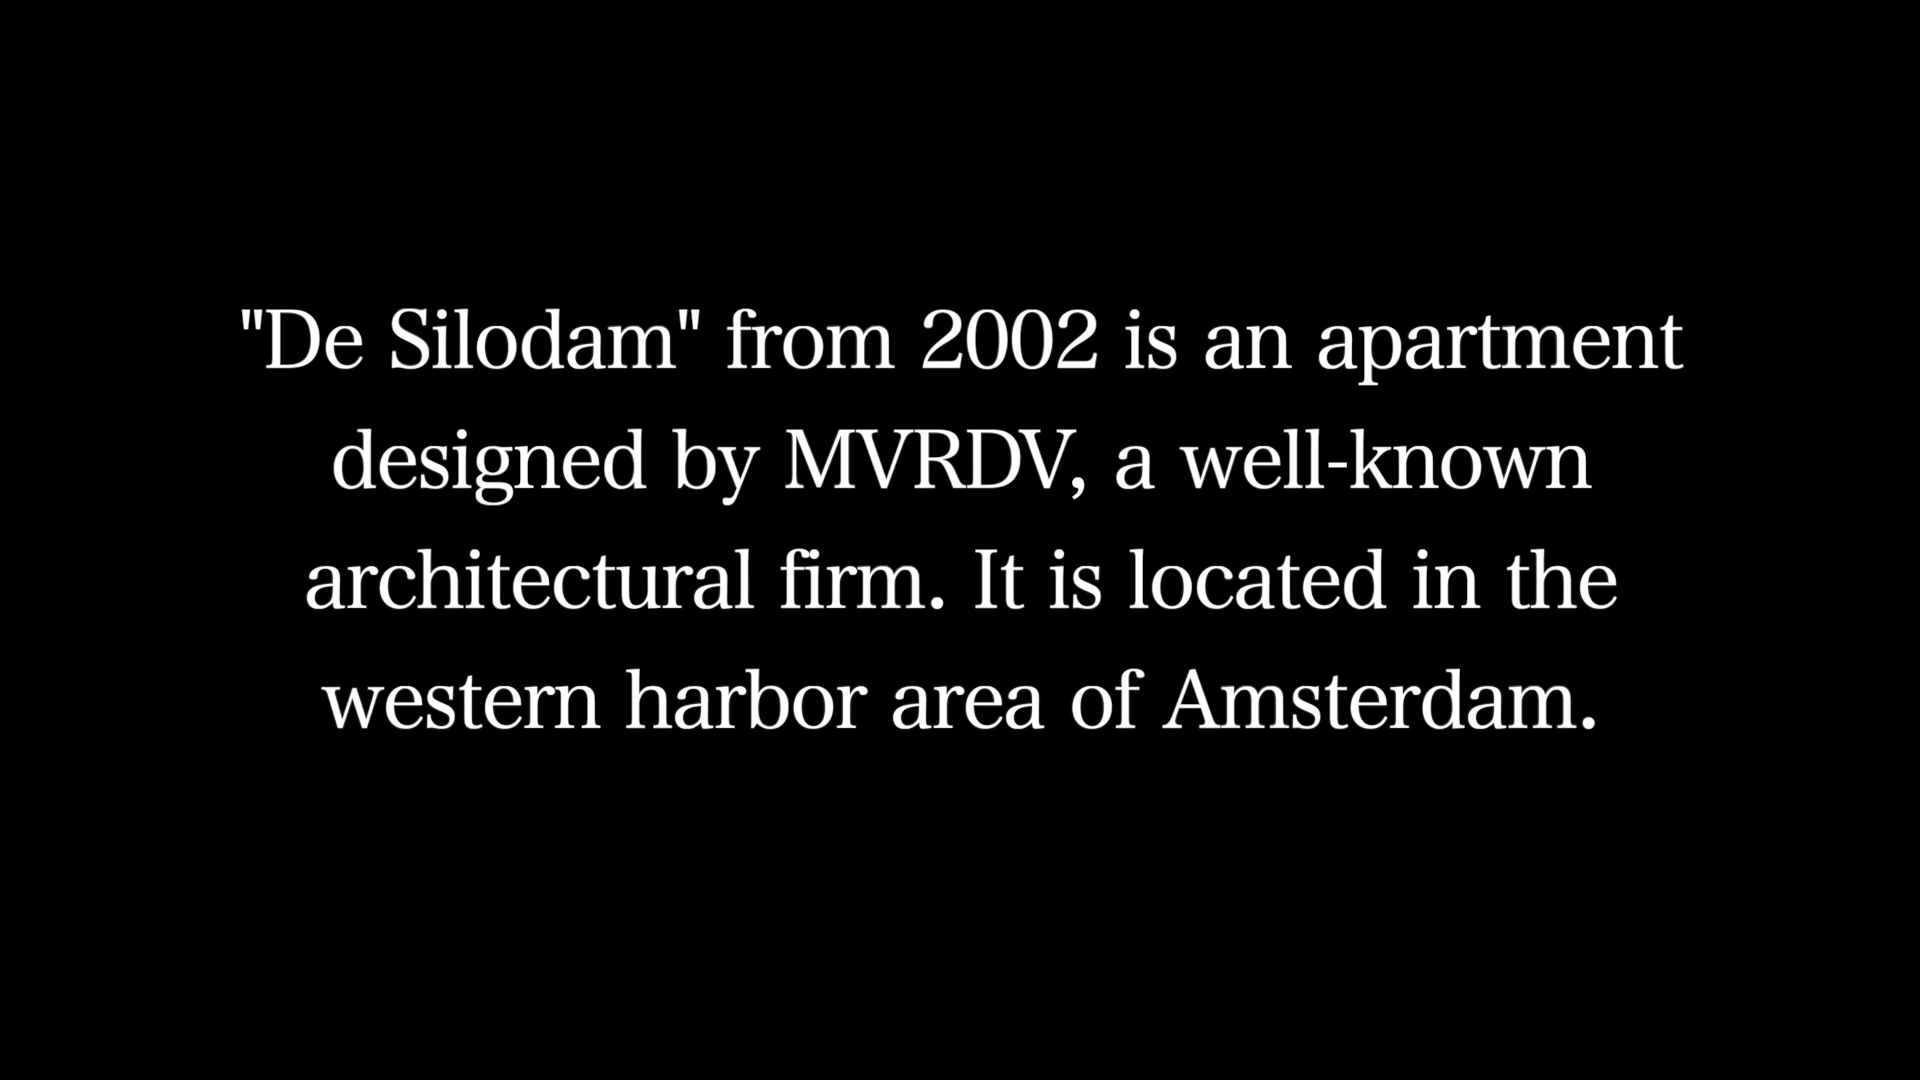 "De Silodam" from 2002 is an apartment
designed by MVRDV, a well-known
architectural firm. It is located in the
western harbor area of Amsterdam.